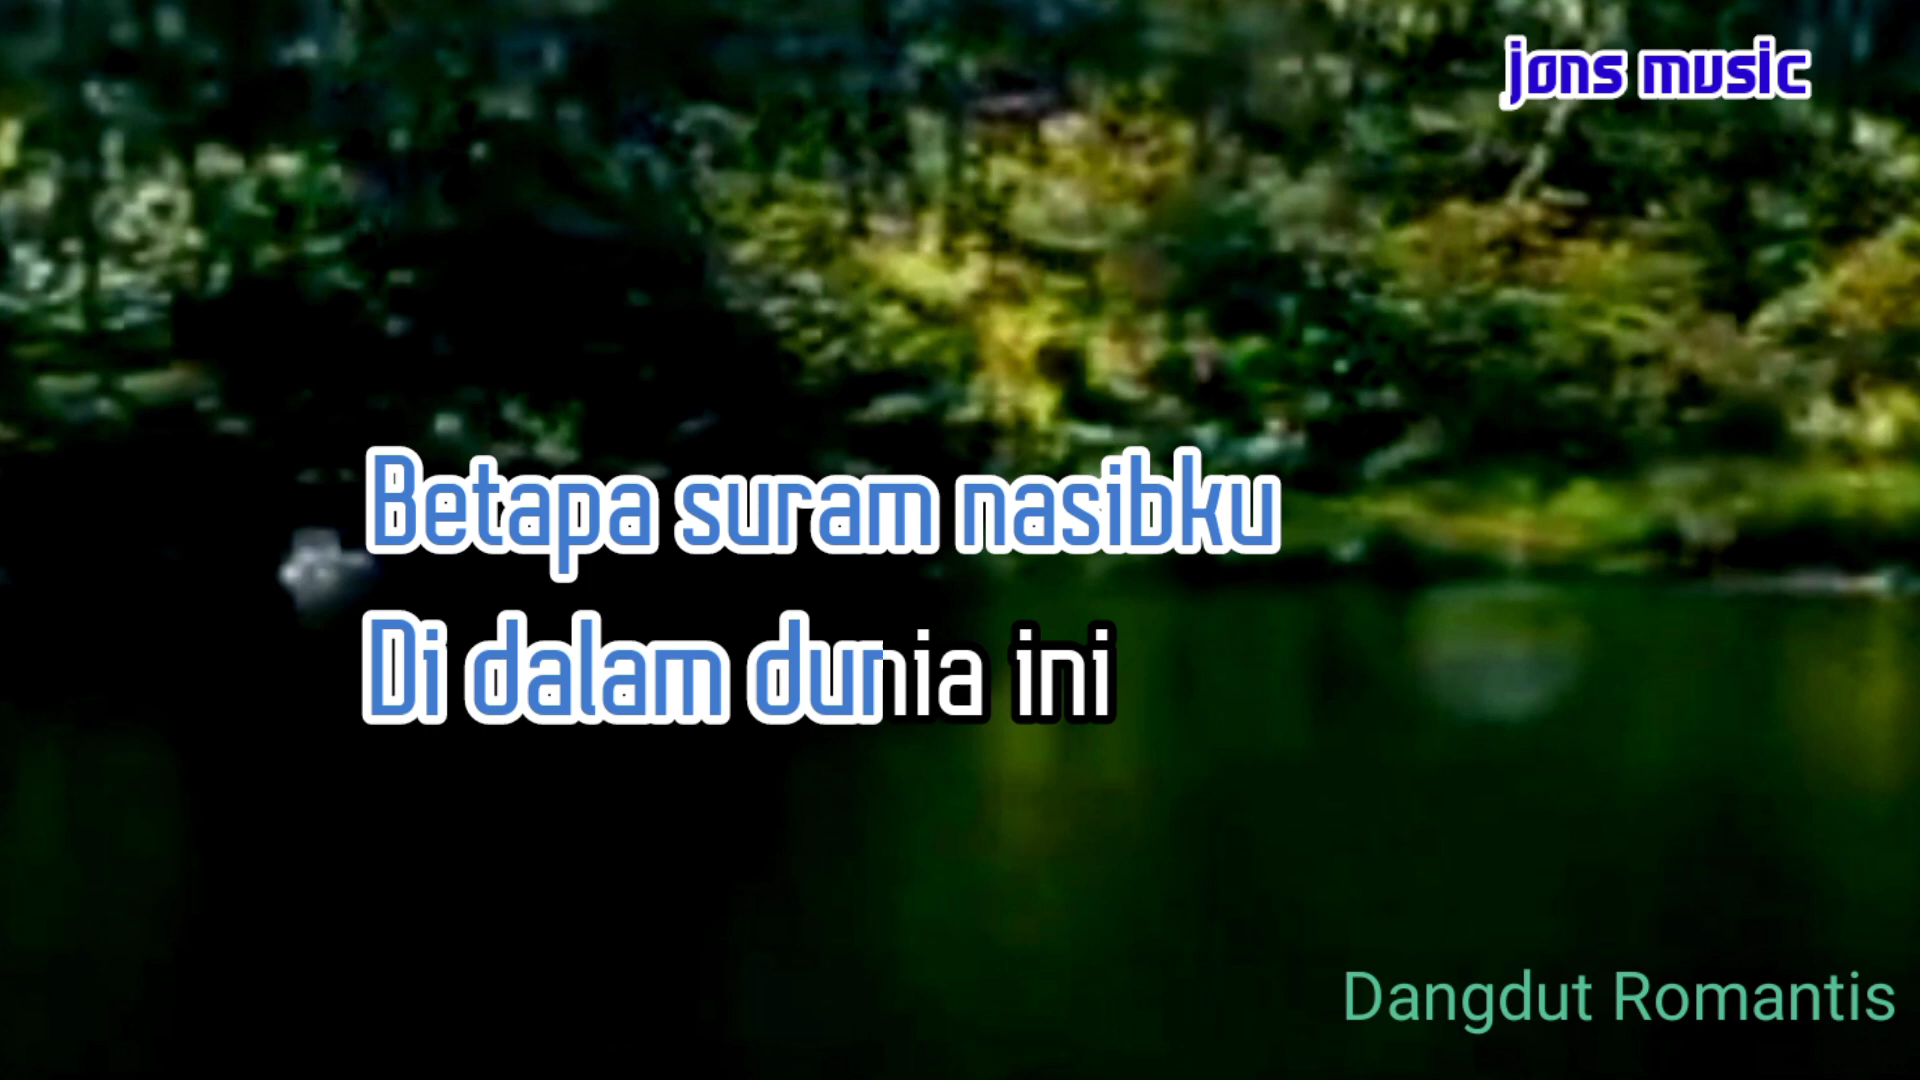 jons music
Betapa suram nasibku
Di dalam dunia ini
Dangdut Romantis